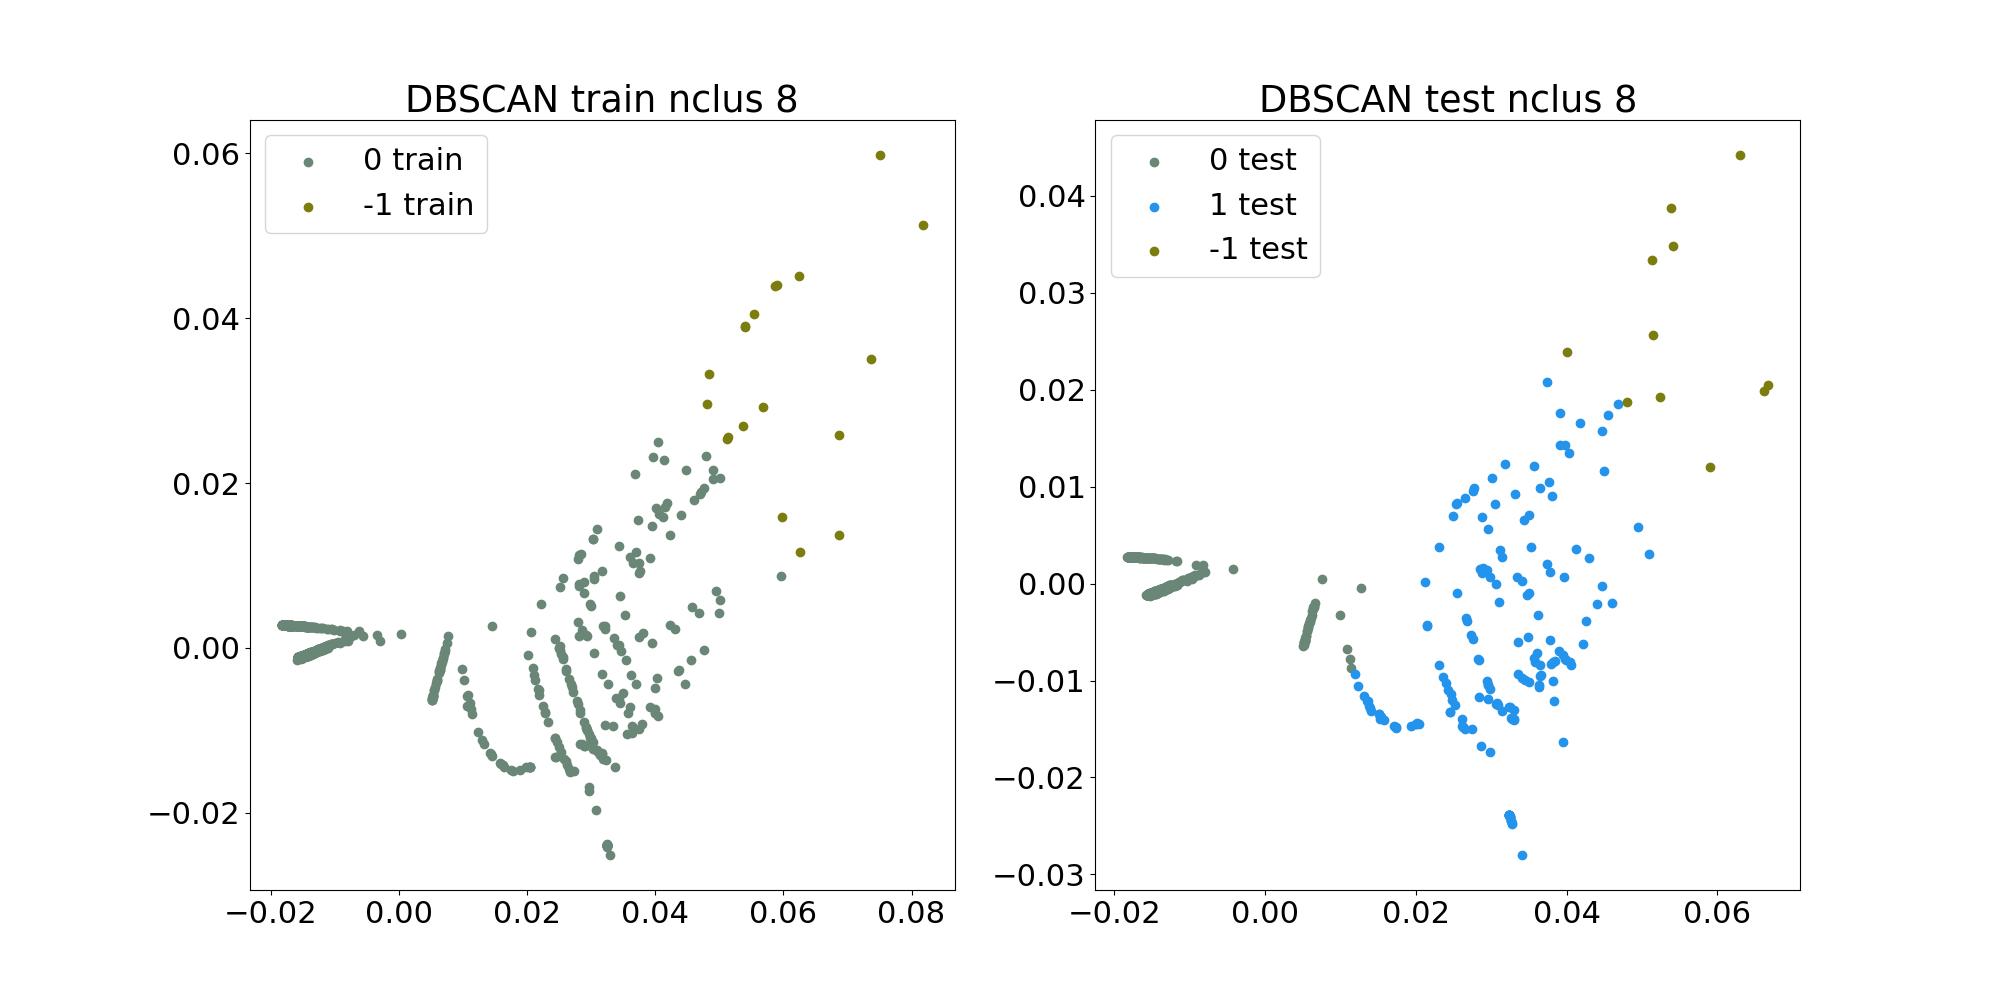 DBSCAN train nclus 8
0 train
-1 train
0.06
0.04
0.02
0.00
−0.02
−0.02 0.00 0.02 0.04 0.06 0.08
DBSCAN test nclus 8
0 test
1 test
-1 test
0.04
0.03
0.02
0.01
0.00
−0.01
−0.02
−0.03
−0.02 0.00 0.02 0.04 0.06